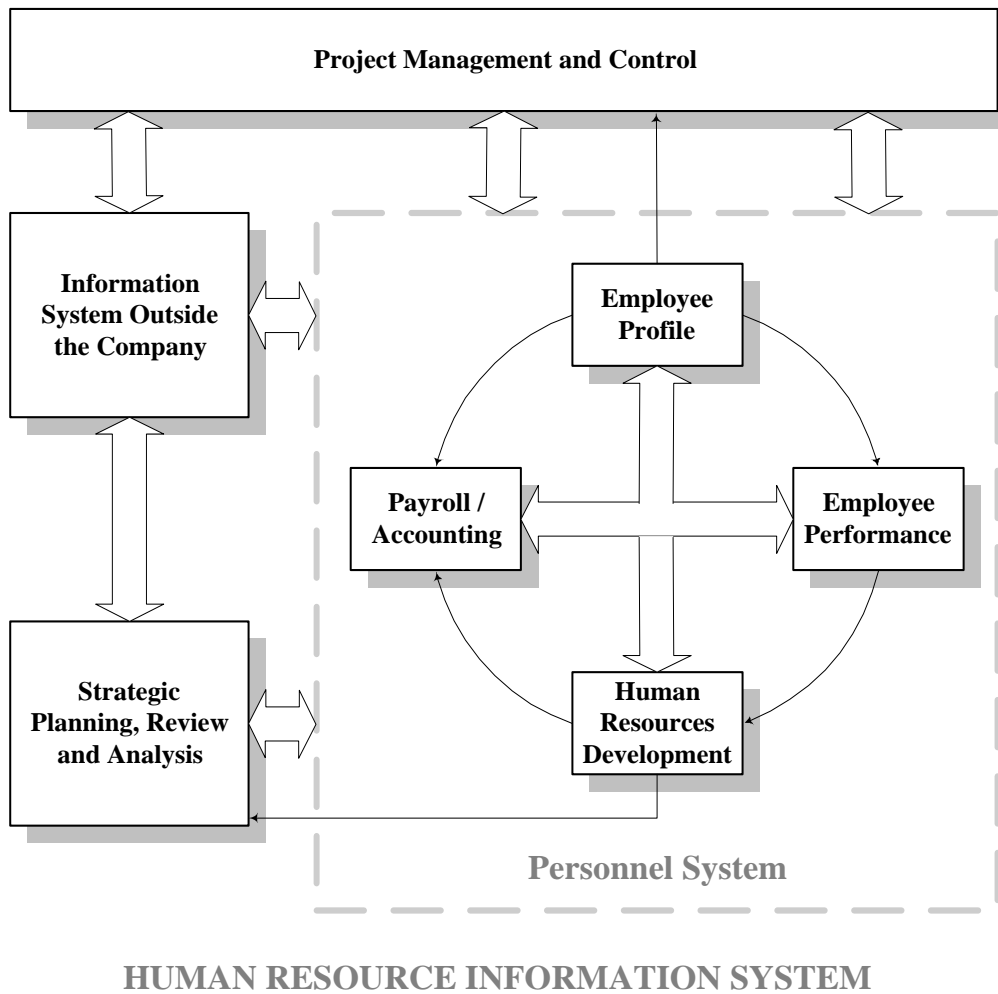 Project Management and Control
Information
System Outside
the Company
Employee
Profile
Payroll /
Accounting
Employee
Performance
Strategic
Planning, Review
and Analysis
Human
Resources
Development
Personnel System
HUMAN RESOURCE INFORMATION SYSTEM